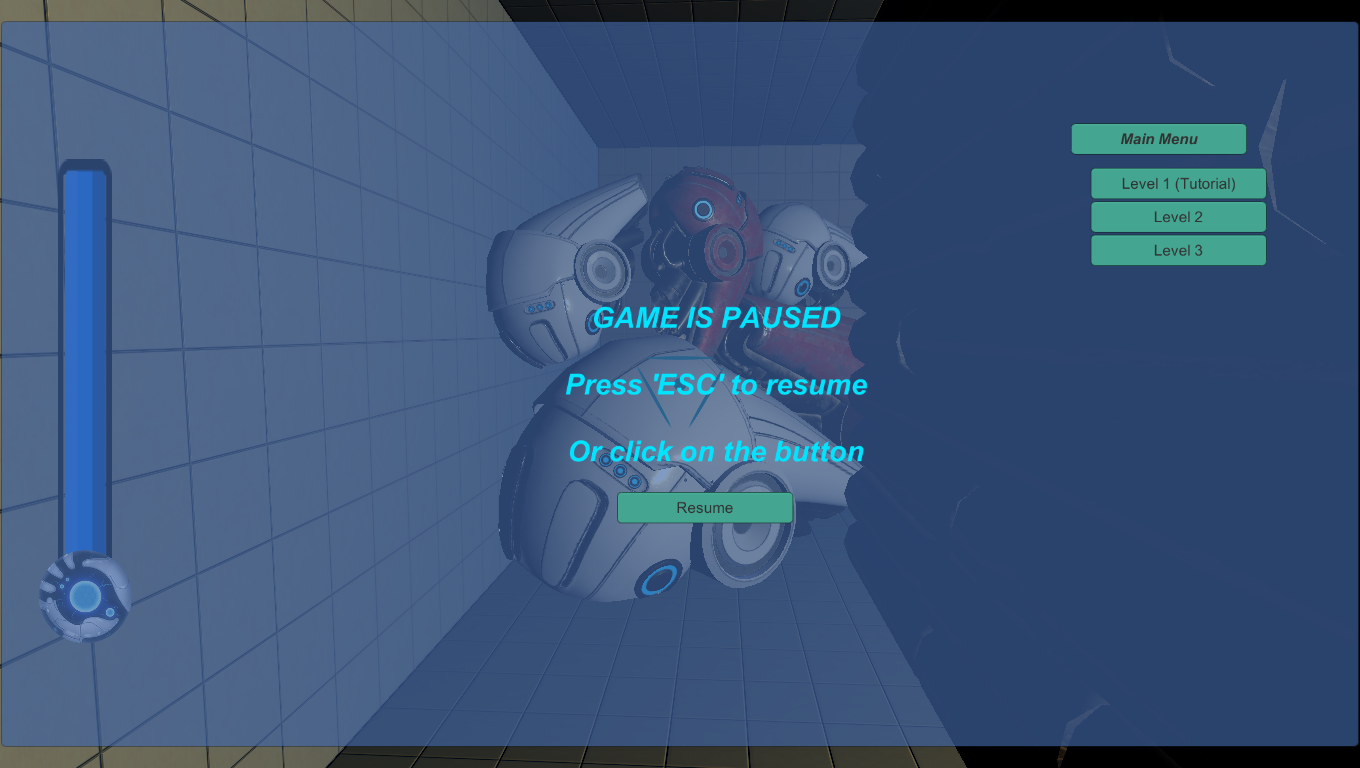 Main Menu
Level 1 (Tutorial)
Level 2
Level 3
GAME IS PAUSED
Press 'ESC' to resume
Or click on the button
Resume